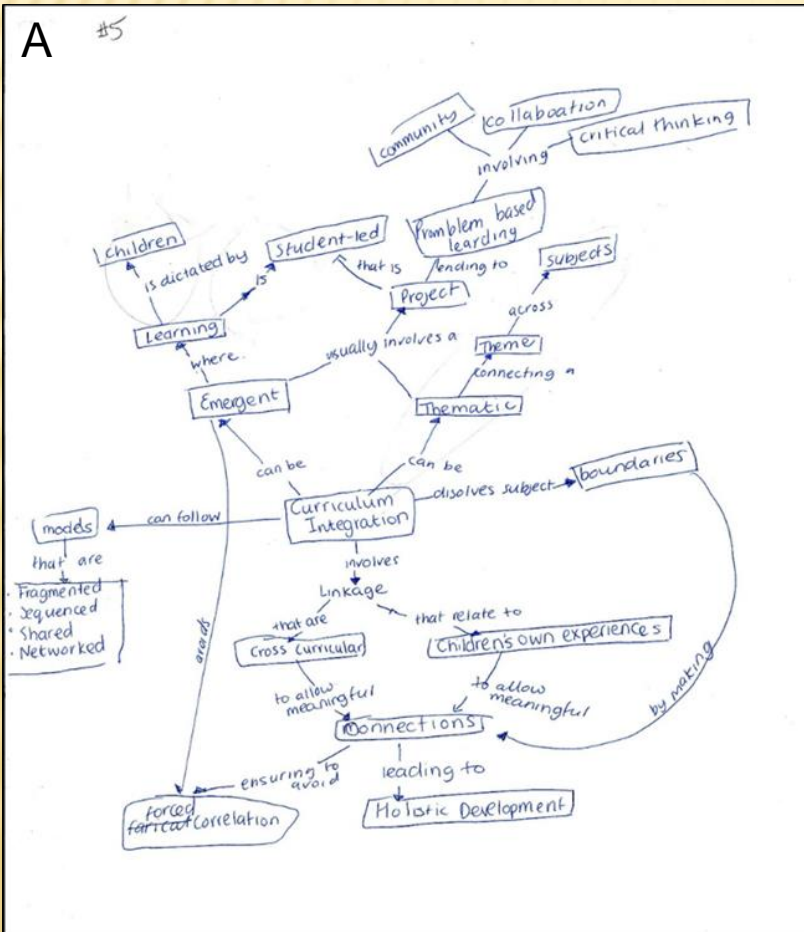 A
#5
community
collaboation
critical thinking
involving
Promblem based
learding
children
Student-led
subjects
is dictated by
is
that is
lending to
Project
across
Learning
usually involves a
Theme
where
connecting a
Emergent
Thematic
can be
can be
boundaries
disolves subject
Curriculum
Integration
models
can follow
that are
involves
· Fragmented
· Sequenced
· Shared
· Networked
Linkage
that are
that relate to
avoids
Cross curricular
Children's own experiences
to allow
meaningful
to allow
meaningful
by making
connections
ensuring to
avoid
leading to
forced
correlation
Holistic Development